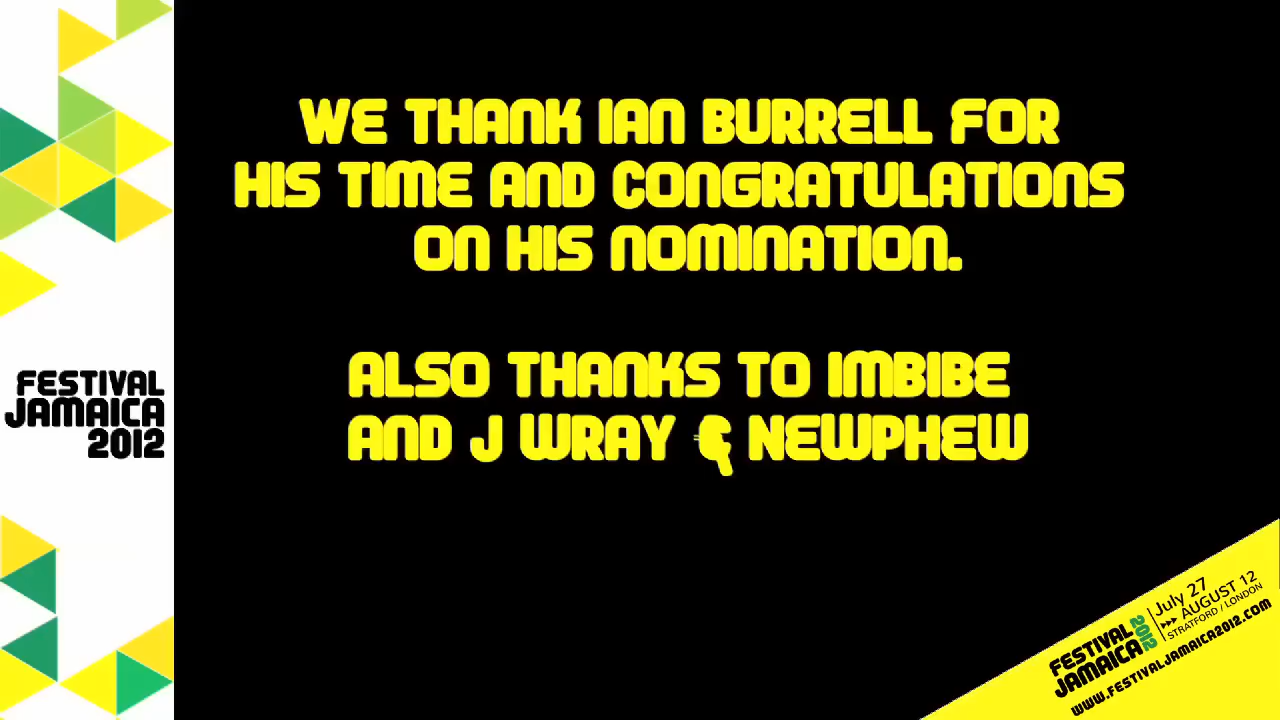 WE THANK IAN BURRELL FOR
HIS TIME AND CONGRATULATIONS
ON HIS NOMINATION.
ALSO THANKS TO IMBIBE
AND J WRAY & NEWPHEW
FESTIVAL
JAMAICA
2012
FESTIVAL
JAMAICA
2012
July 27
AUGUST 12
STRATFORD / LONDON
WWW.FESTIVALJAMAICA2012.COM